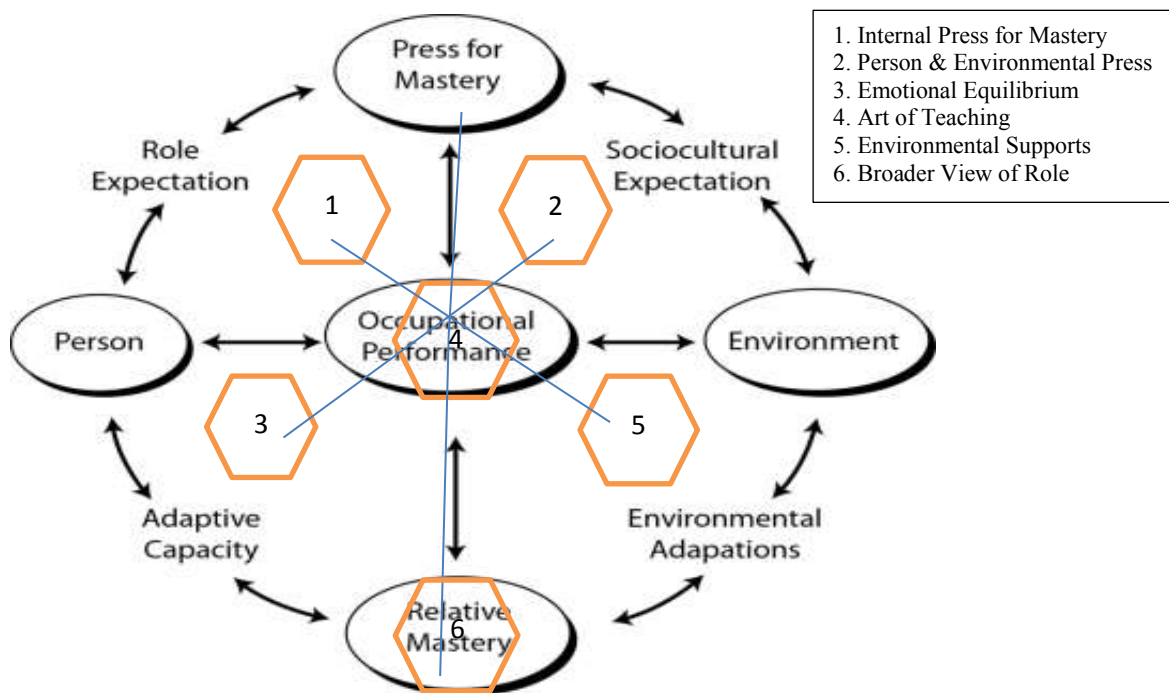 Press for
Mastery
1. Internal Press for Mastery
2. Person & Environmental Press
3. Emotional Equilibrium
4. Art of Teaching
5. Environmental Supports
6. Broader View of Role
Role
Expectation
Sociocultural
Expectation
1
2
Person
Occupational
Performance
4
Environment
3
5
Adaptive
Capacity
Environmental
Adapations
Relative
Mastery
6